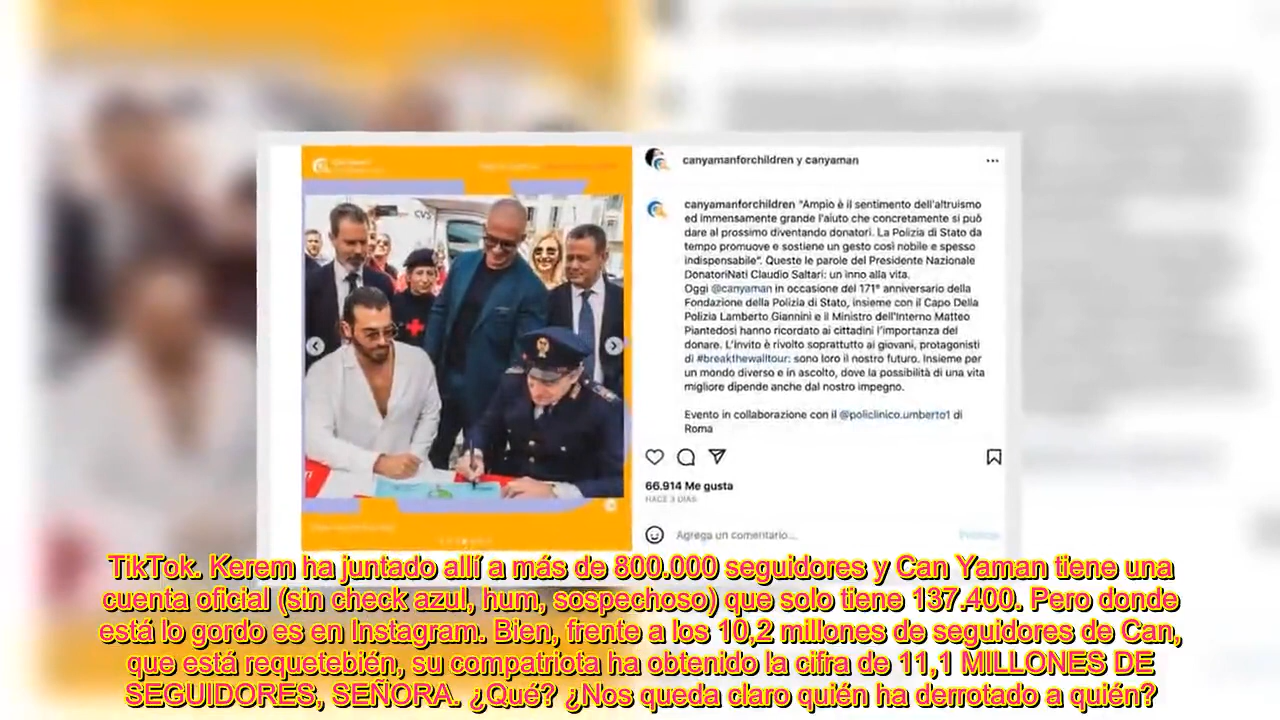 CVS
canyamanforchildren y canyaman
canyamanforchildren "Ampio è il sentimento dell'altruismo
ed immensamente grande l'aiuto che concretamente si può
dare al prossimo diventando donatori. La Polizia di Stato da
tempo promuove e sostiene un gesto così nobile e spesso
indispensabile". Queste le parole del Presidente Nazionale
DonatoriNati Claudio Saltari: un inno alla vita.
Oggi @canyaman in occasione del 171° anniversario della
Fondazione della Polizia di Stato, insieme con il Capo Della
Polizia Lamberto Giannini e il Ministro dell'Interno Matteo
Piantedosi hanno ricordato ai cittadini l'importanza del
donare. L'invito è rivolto soprattutto ai giovani, protagonisti
di #breakthewalltour: sono loro il nostro futuro. Insieme per
un mondo diverso e in ascolto, dove la possibilità di una vita
migliore dipende anche dal nostro impegno.
Evento in collaborazione con il @policlinico.umberto1 di
Roma
66.914 Me gusta
HACE 3 DÍAS
Agrega un comentario...
Publicar
TikTok. Kerem ha juntado allí a más de 800.000 seguidores y Can Yaman tiene una
cuenta oficial (sin check azul, hum, sospechoso) que solo tiene 137.400. Pero donde
está lo gordo es en Instagram. Bien, frente a los 10,2 millones de seguidores de Can,
que está requetebién, su compatriota ha obtenido la cifra de 11,1 MILLONES DE
SEGUIDORES, SEÑORA. ¿Qué? ¿Nos queda claro quién ha derrotado a quién?